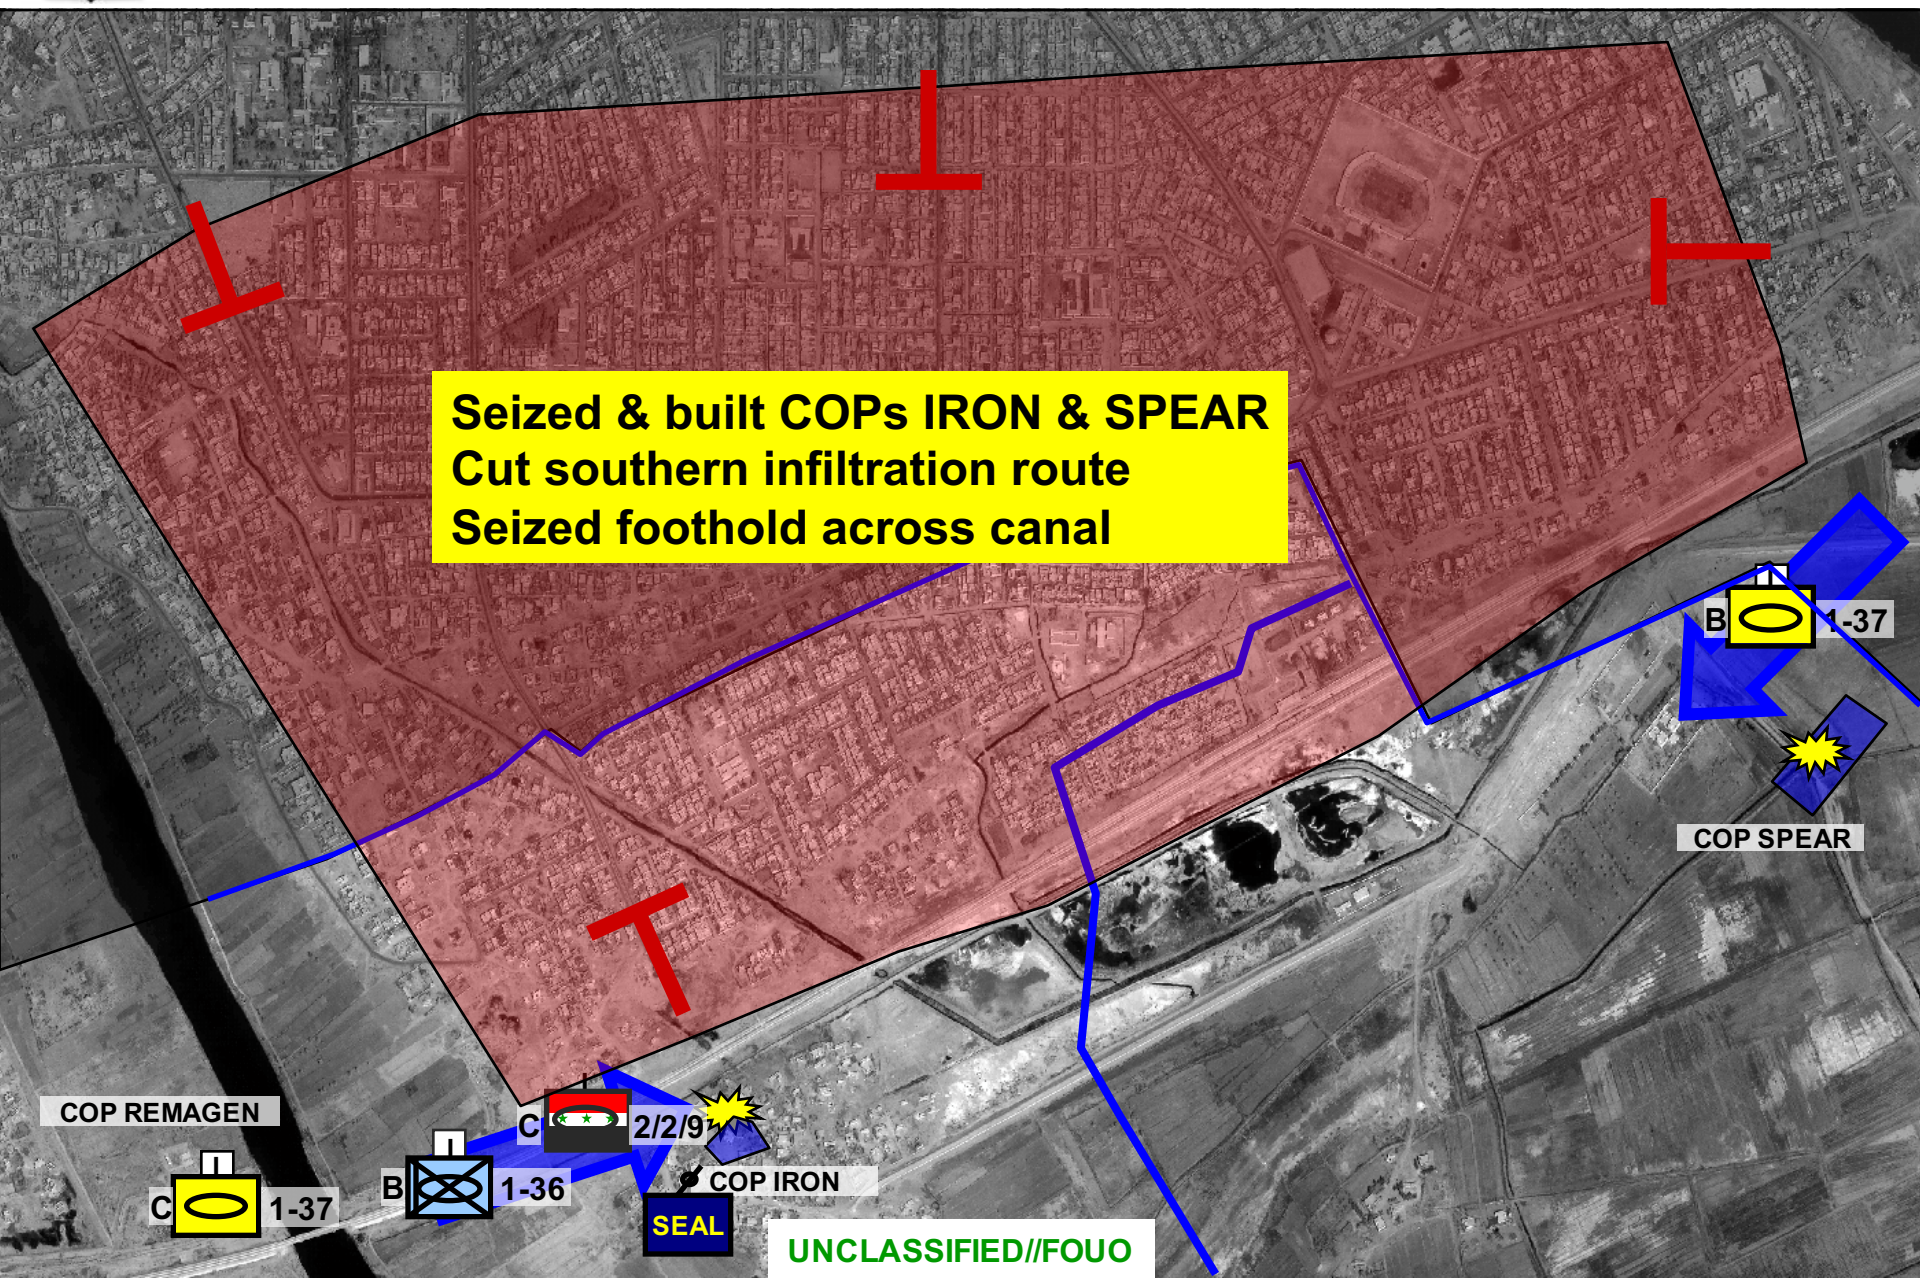 Seized & built COPs IRON & SPEAR
Cut southern infiltration route
Seized foothold across canal
B 1-37
COP SPEAR
COP REMAGEN
C 2/2/9
B 1-36
COP IRON
C 1-37
SEAL
UNCLASSIFIED//FOUO